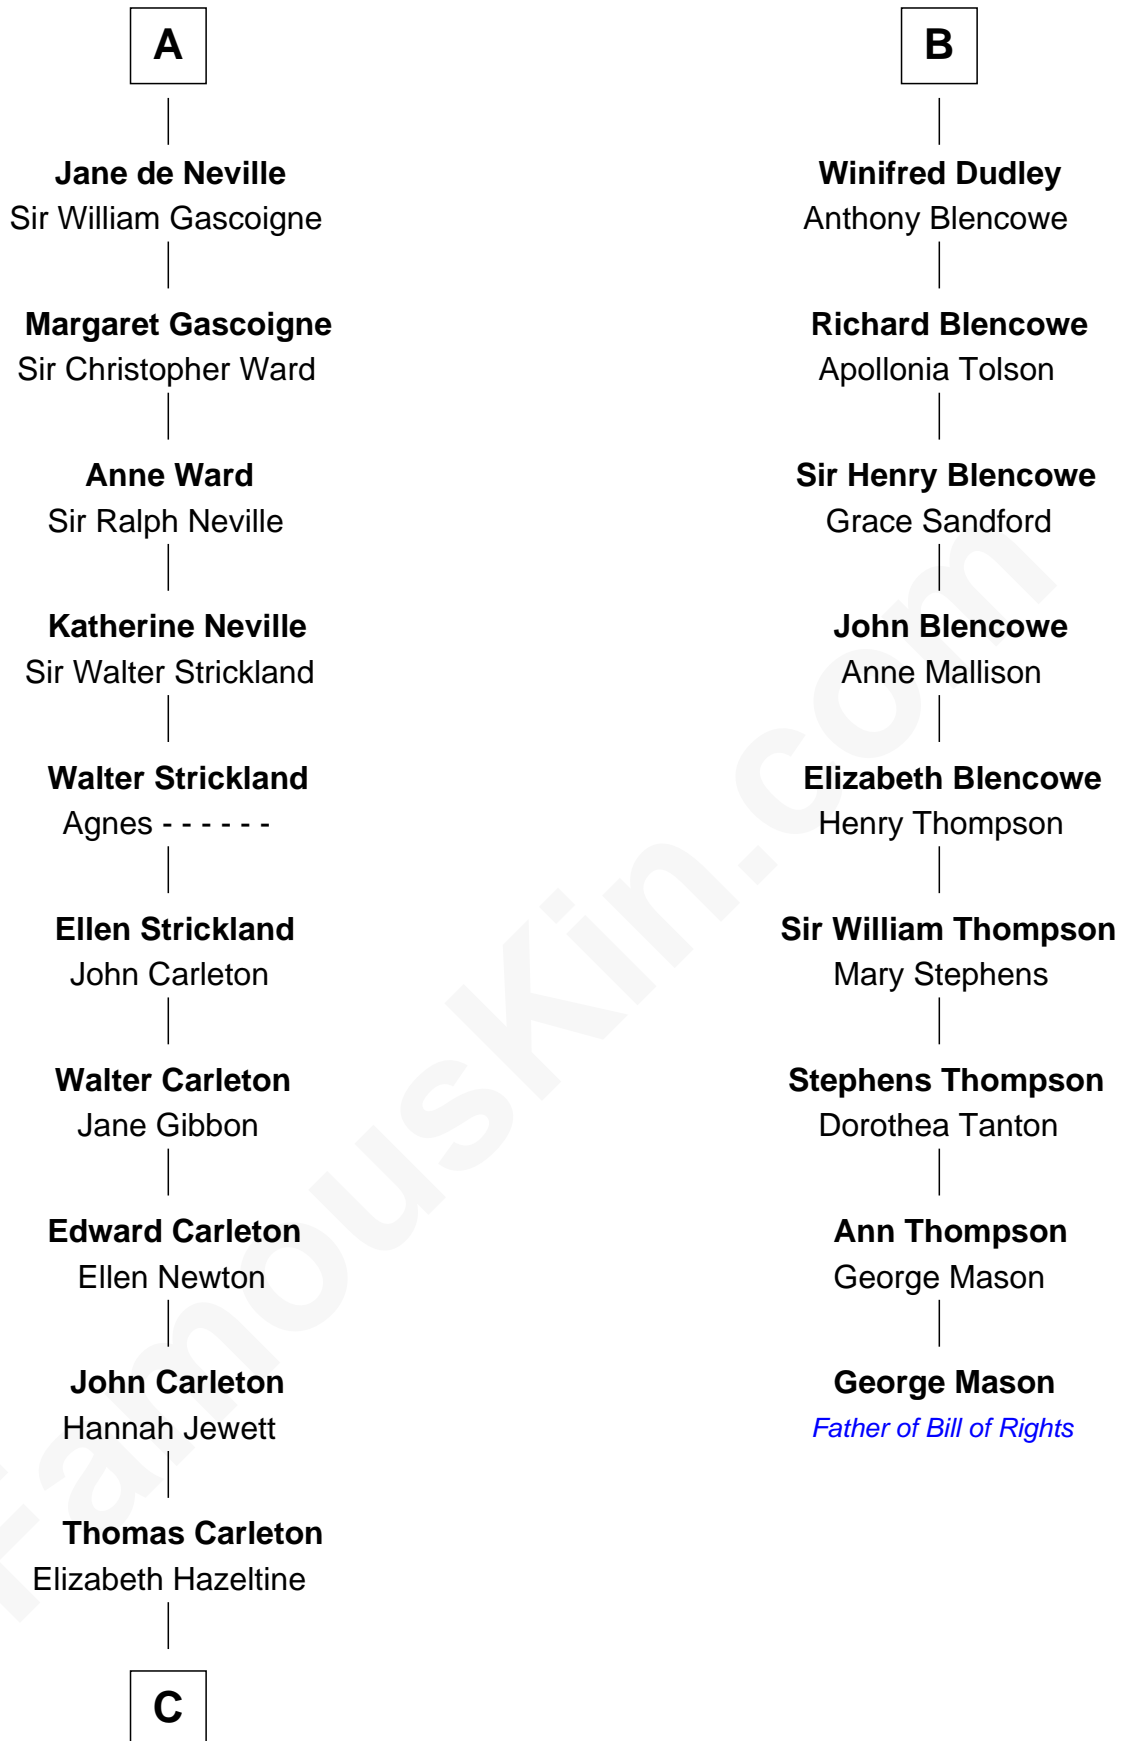 A
Jane de Neville
Sir William Gascoigne
Margaret Gascoigne
Sir Christopher Ward
Anne Ward
Sir Ralph Neville
Katherine Neville
Sir Walter Strickland
Walter Strickland
Agnes - - - - - -
Ellen Strickland
John Carleton
Walter Carleton
Jane Gibbon
Edward Carleton
Ellen Newton
John Carleton
Hannah Jewett
Thomas Carleton
Elizabeth Hazeltine
C
B
Winifred Dudley
Anthony Blencowe
Richard Blencowe
Apollonia Tolson
Sir Henry Blencowe
Grace Sandford
John Blencowe
Anne Mallison
Elizabeth Blencowe
Henry Thompson
Sir William Thompson
Mary Stephens
Stephens Thompson
Dorothea Tanton
Ann Thompson
George Mason
George Mason
Father of Bill of Rights
FamousKin.com